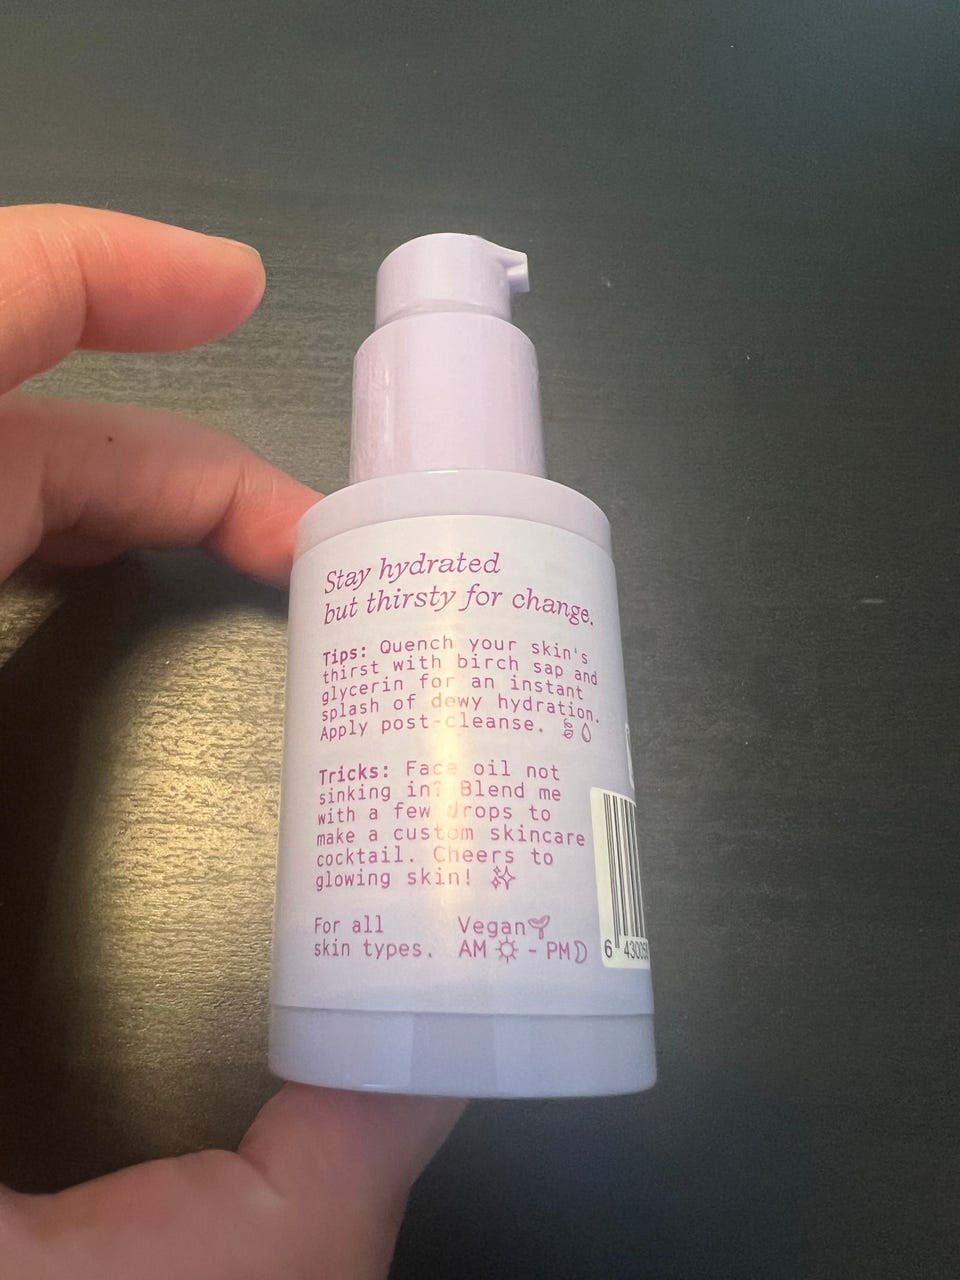 Stay hydrated
but thirsty for change.
Tips: Quench your skin's
thirst with birch sap and
glycerin for an instant
splash of dewy hydration.
Apply post-cleanse.
Tricks: Face oil not
sinking in? Blend me
with a few drops to
make a custom skincare
cocktail. Cheers to
glowing skin!
For all
skin types.
Vegan
AM - PM
6 43005